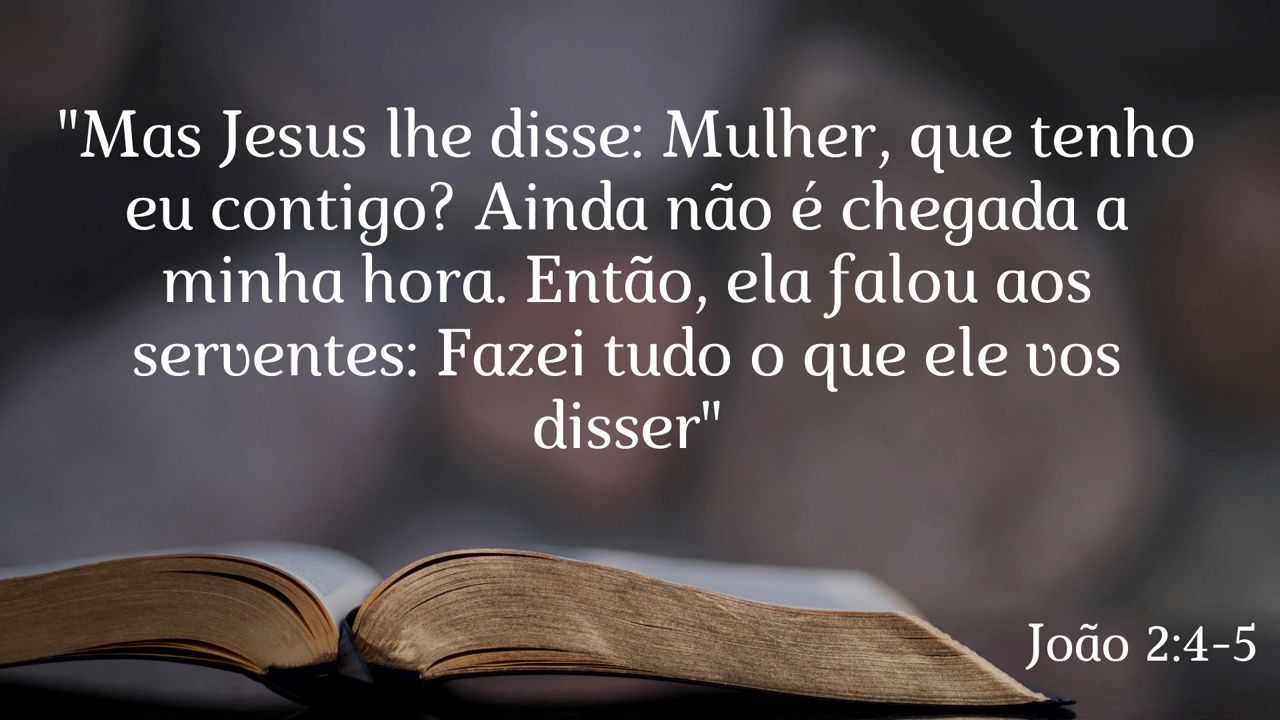 "Mas Jesus lhe disse: Mulher, que tenho
eu contigo? Ainda não é chegada a
minha hora. Então, ela falou aos
serventes: Fazei tudo o que ele vos
disser"
João 2:4-5